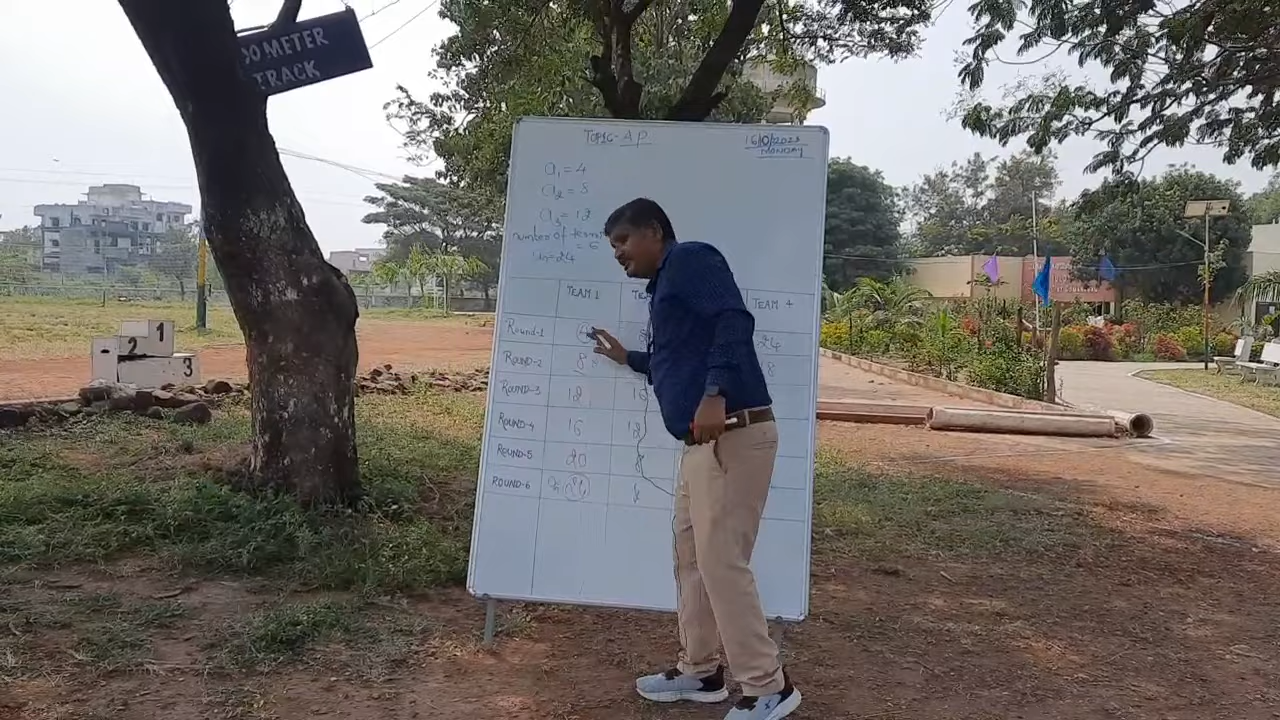 00 METER
TRACK
TOPIC-AP
16/10/2023
MONDAY
a₁ = 4
a₂ = 8
a₃ = 12
number of terms
= 6
= 24
TEAM 1 TEAM 4
ROUND-1 24
ROUND-2 8
ROUND-3 12 16
ROUND-4 16 12
ROUND-5 20 8
ROUND-6
1
2
3